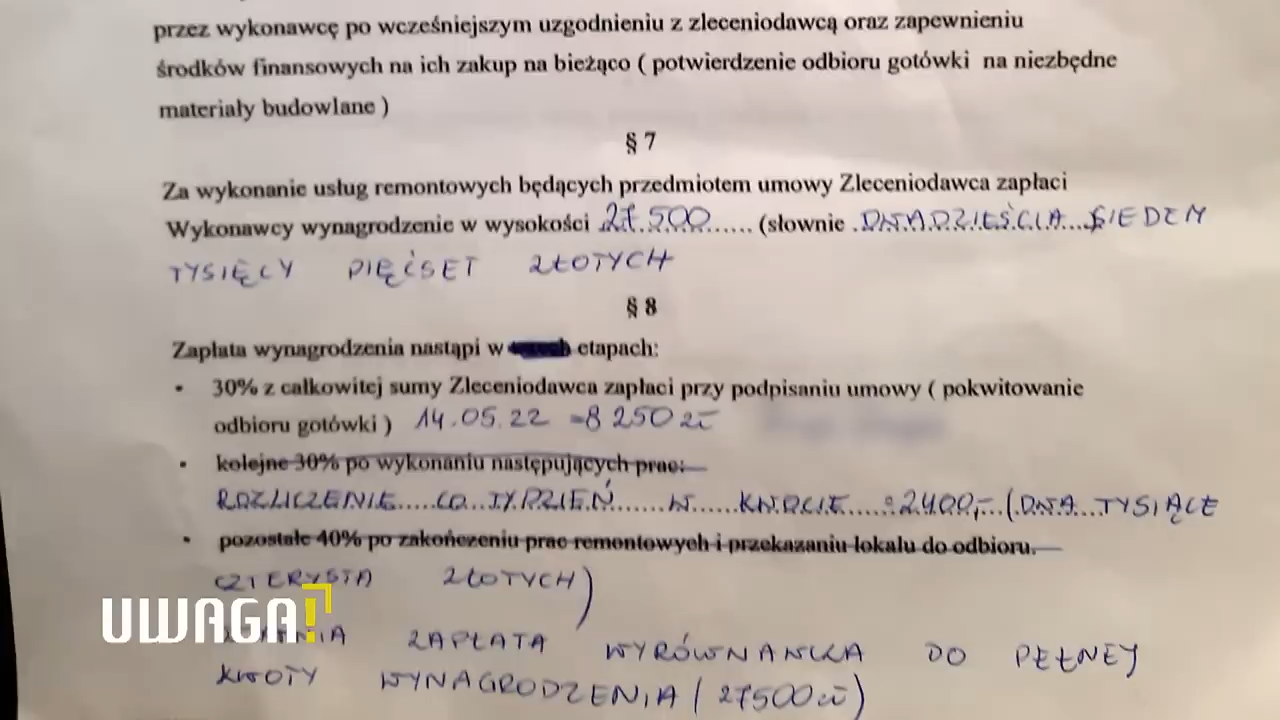 przez wykonawcę po wcześniejszym uzgodnieniu z zleceniodawcą oraz zapewnieniu
środków finansowych na ich zakup na bieżąco ( potwierdzenie odbioru gotówki na niezbędne
materiały budowlane )
§ 7
Za wykonanie usług remontowych będących przedmiotem umowy Zleceniodawca zapłaci
Wykonawcy wynagrodzenie w wysokości 27.500...... (słownie .DWADZIEŚCIA...SIEDEM
TYSIĘCY PIĘĆSET ZŁOTYCH
§ 8
Zapłata wynagrodzenia nastąpi w etapach:
• 30% z całkowitej sumy Zleceniodawca zapłaci przy podpisaniu umowy ( pokwitowanie
odbioru gotówki ) 14.05.22 =8 250 zł
• kolejne 30% po wykonaniu następujących prac:
ROZLICZENIE.....CO TYDZIEŃ.......W......KWOCIE.....=2400,-(DWA...TYSIĄCE
• pozostałe 40% po zakończeniu prac remontowych i przekazaniu lokalu do odbioru.
CZTERYSTA ZŁOTYCH)
UWAGA!
ZAPŁATA WYRÓWNAWCZA DO PEŁNEJ
KWOTY WYNAGRODZENIA (27500 zł)